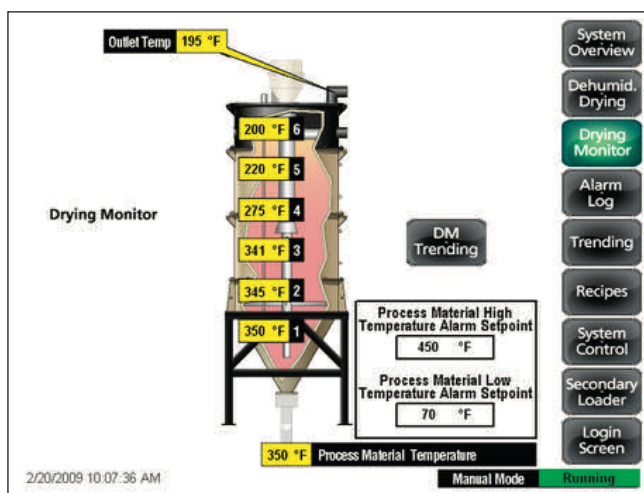 Outlet Temp 195 °F
System
Overview
Dehumid.
Drying
Drying
Monitor
Alarm
Log
Trending
Recipes
System
Control
Secondary
Loader
Login
Screen
200 °F 6
220 °F 5
275 °F 4
341 °F 3
345 °F 2
350 °F 1
Drying Monitor
DM
Trending
Process Material High
Temperature Alarm Setpoint
450 °F
Process Material Low
Temperature Alarm Setpoint
70 °F
350 °F Process Material Temperature
2/20/2009 10:07:36 AM
Manual Mode Running